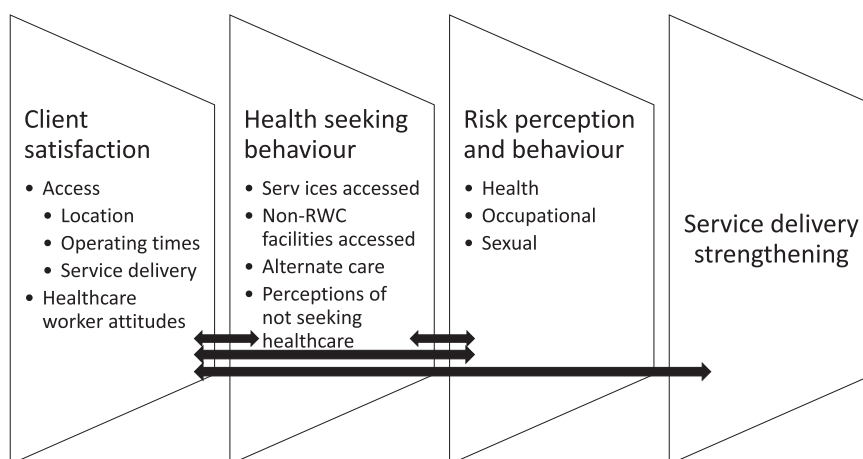 Client
satisfaction
• Access
• Location
• Operating times
• Service delivery
• Healthcare
worker attitudes
Health seeking
behaviour
• Serv ices accessed
• Non-RWC
facilities accessed
• Alternate care
• Perceptions of
not seeking
healthcare
Risk perception
and behaviour
• Health
• Occupational
• Sexual
Service delivery
strengthening